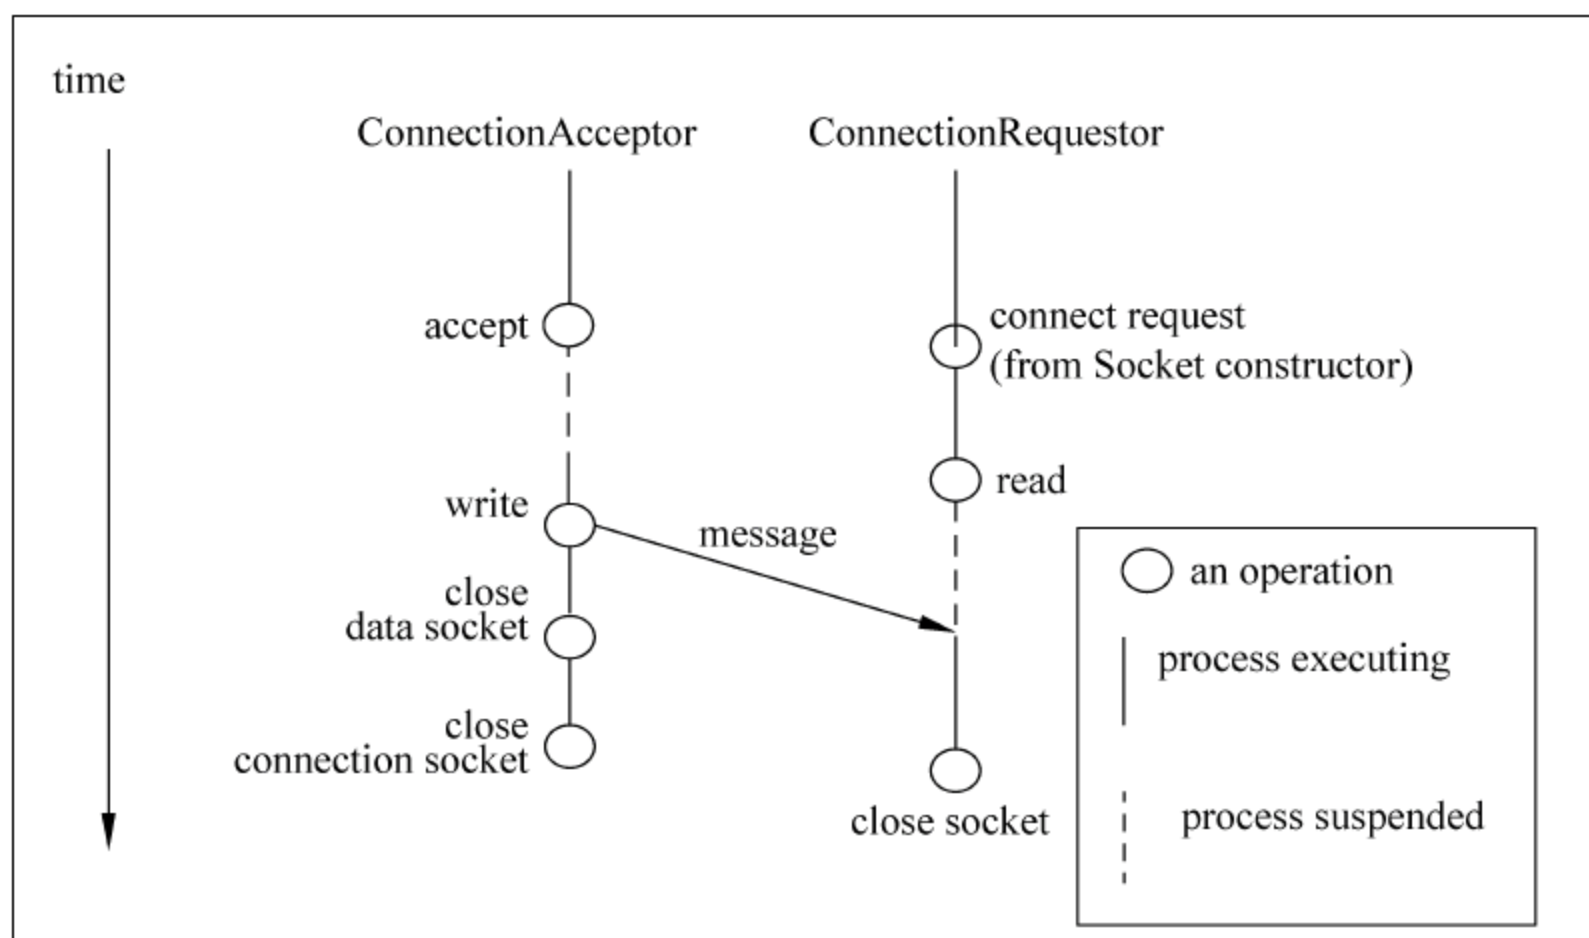 time
ConnectionAcceptor
ConnectionRequestor
accept
connect request
(from Socket constructor)
read
write
message
close
data socket
close
connection socket
close socket
an operation
process executing
process suspended